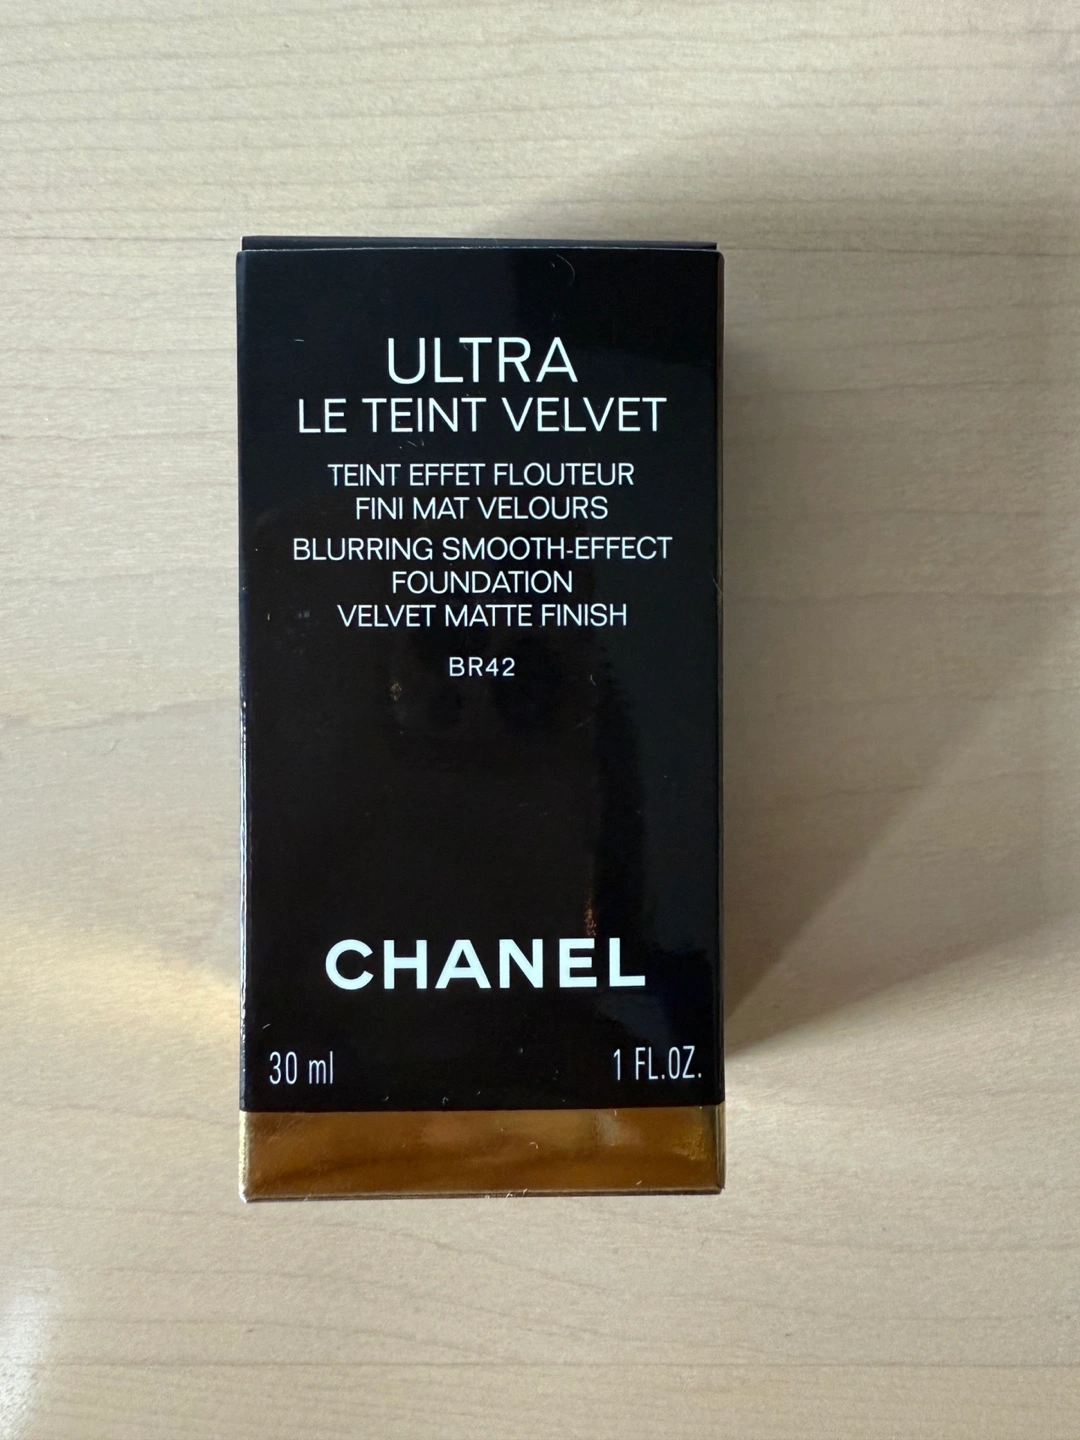 ULTRA
LE TEINT VELVET
TEINT EFFET FLOUTEUR
FINI MAT VELOURS
BLURRING SMOOTH-EFFECT
FOUNDATION
VELVET MATTE FINISH
BR42
CHANEL
30 ml 1 FL.OZ.